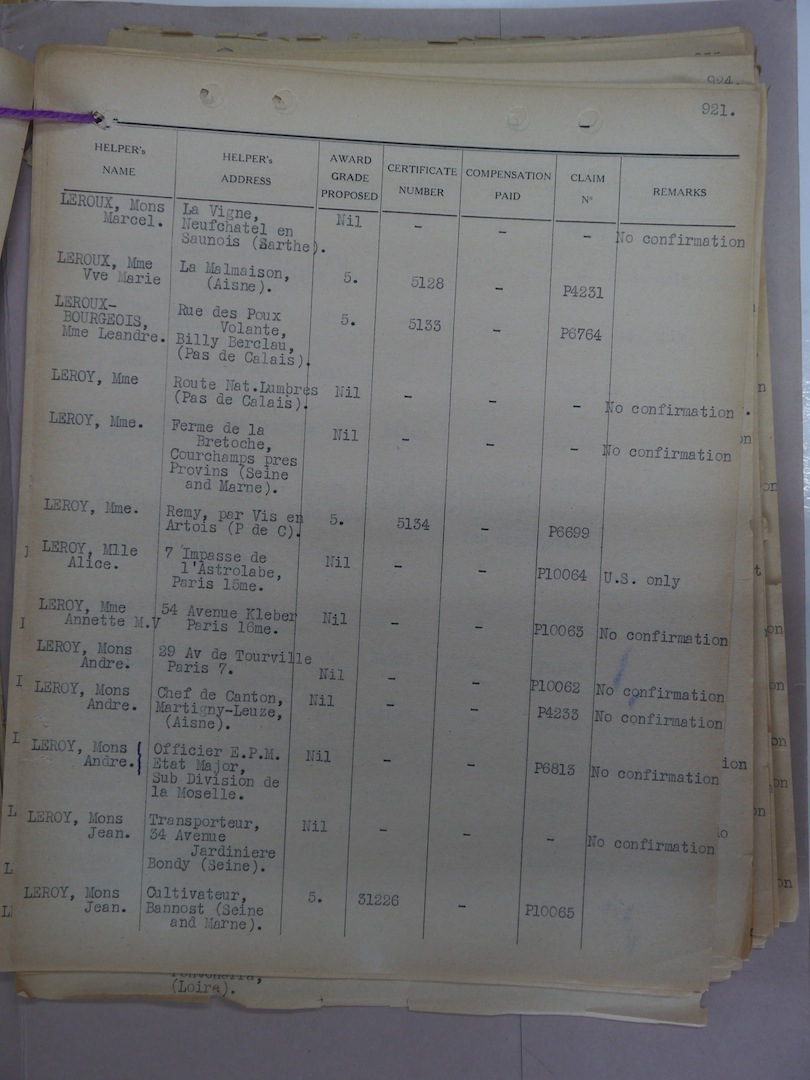 924.
921.
HELPER's NAME
HELPER's ADDRESS
AWARD GRADE PROPOSED
CERTIFICATE NUMBER
COMPENSATION PAID
CLAIM Nº
REMARKS
LEROUX, Mons La Vigne, Nil - - - No confirmation
Marcel. Neufchatel en
Saunois (Sarthe).
LEROUX, Mme La Malmaison, 5. 5128 - P4231
Vve Marie (Aisne).
LEROUX- Rue des Poux 5. 5133 - P6764
BOURGEOIS, Volante,
Mme Leandre. Billy Berclau,
(Pas de Calais).
LEROY, Mme Route Nat.Lumbres Nil - - - No confirmation
(Pas de Calais).
LEROY, Mme. Ferme de la Nil - - - No confirmation
Bretoche,
Courchamps pres
Provins (Seine
and Marne).
LEROY, Mme. Remy, par Vis en 5. 5134 - P6699
Artois (P de C).
LEROY, Mlle 7 Impasse de Nil - - P10064 U.S. only
Alice. l'Astrolabe,
Paris 15me.
LEROY, Mme 54 Avenue Kleber Nil - - P10063 No confirmation
Annette M.V Paris 16me.
LEROY, Mons 29 Av de Tourville
Andre. Paris 7. Nil - - P10062 No confirmation
LEROY, Mons Chef de Canton, Nil - - P4233 No confirmation
Andre. Martigny-Leuze,
(Aisne).
LEROY, Mons Officier E.P.M. Nil - - P6813 No confirmation
Andre. Etat Major,
Sub Division de
la Moselle.
LEROY, Mons Transporteur, Nil - - - No confirmation
Jean. 34 Avenue
Jardiniere
Bondy (Seine).
LEROY, Mons Cultivateur, 5. 31226 - P10065
Jean. Bannost (Seine
and Marne).
(Loira).